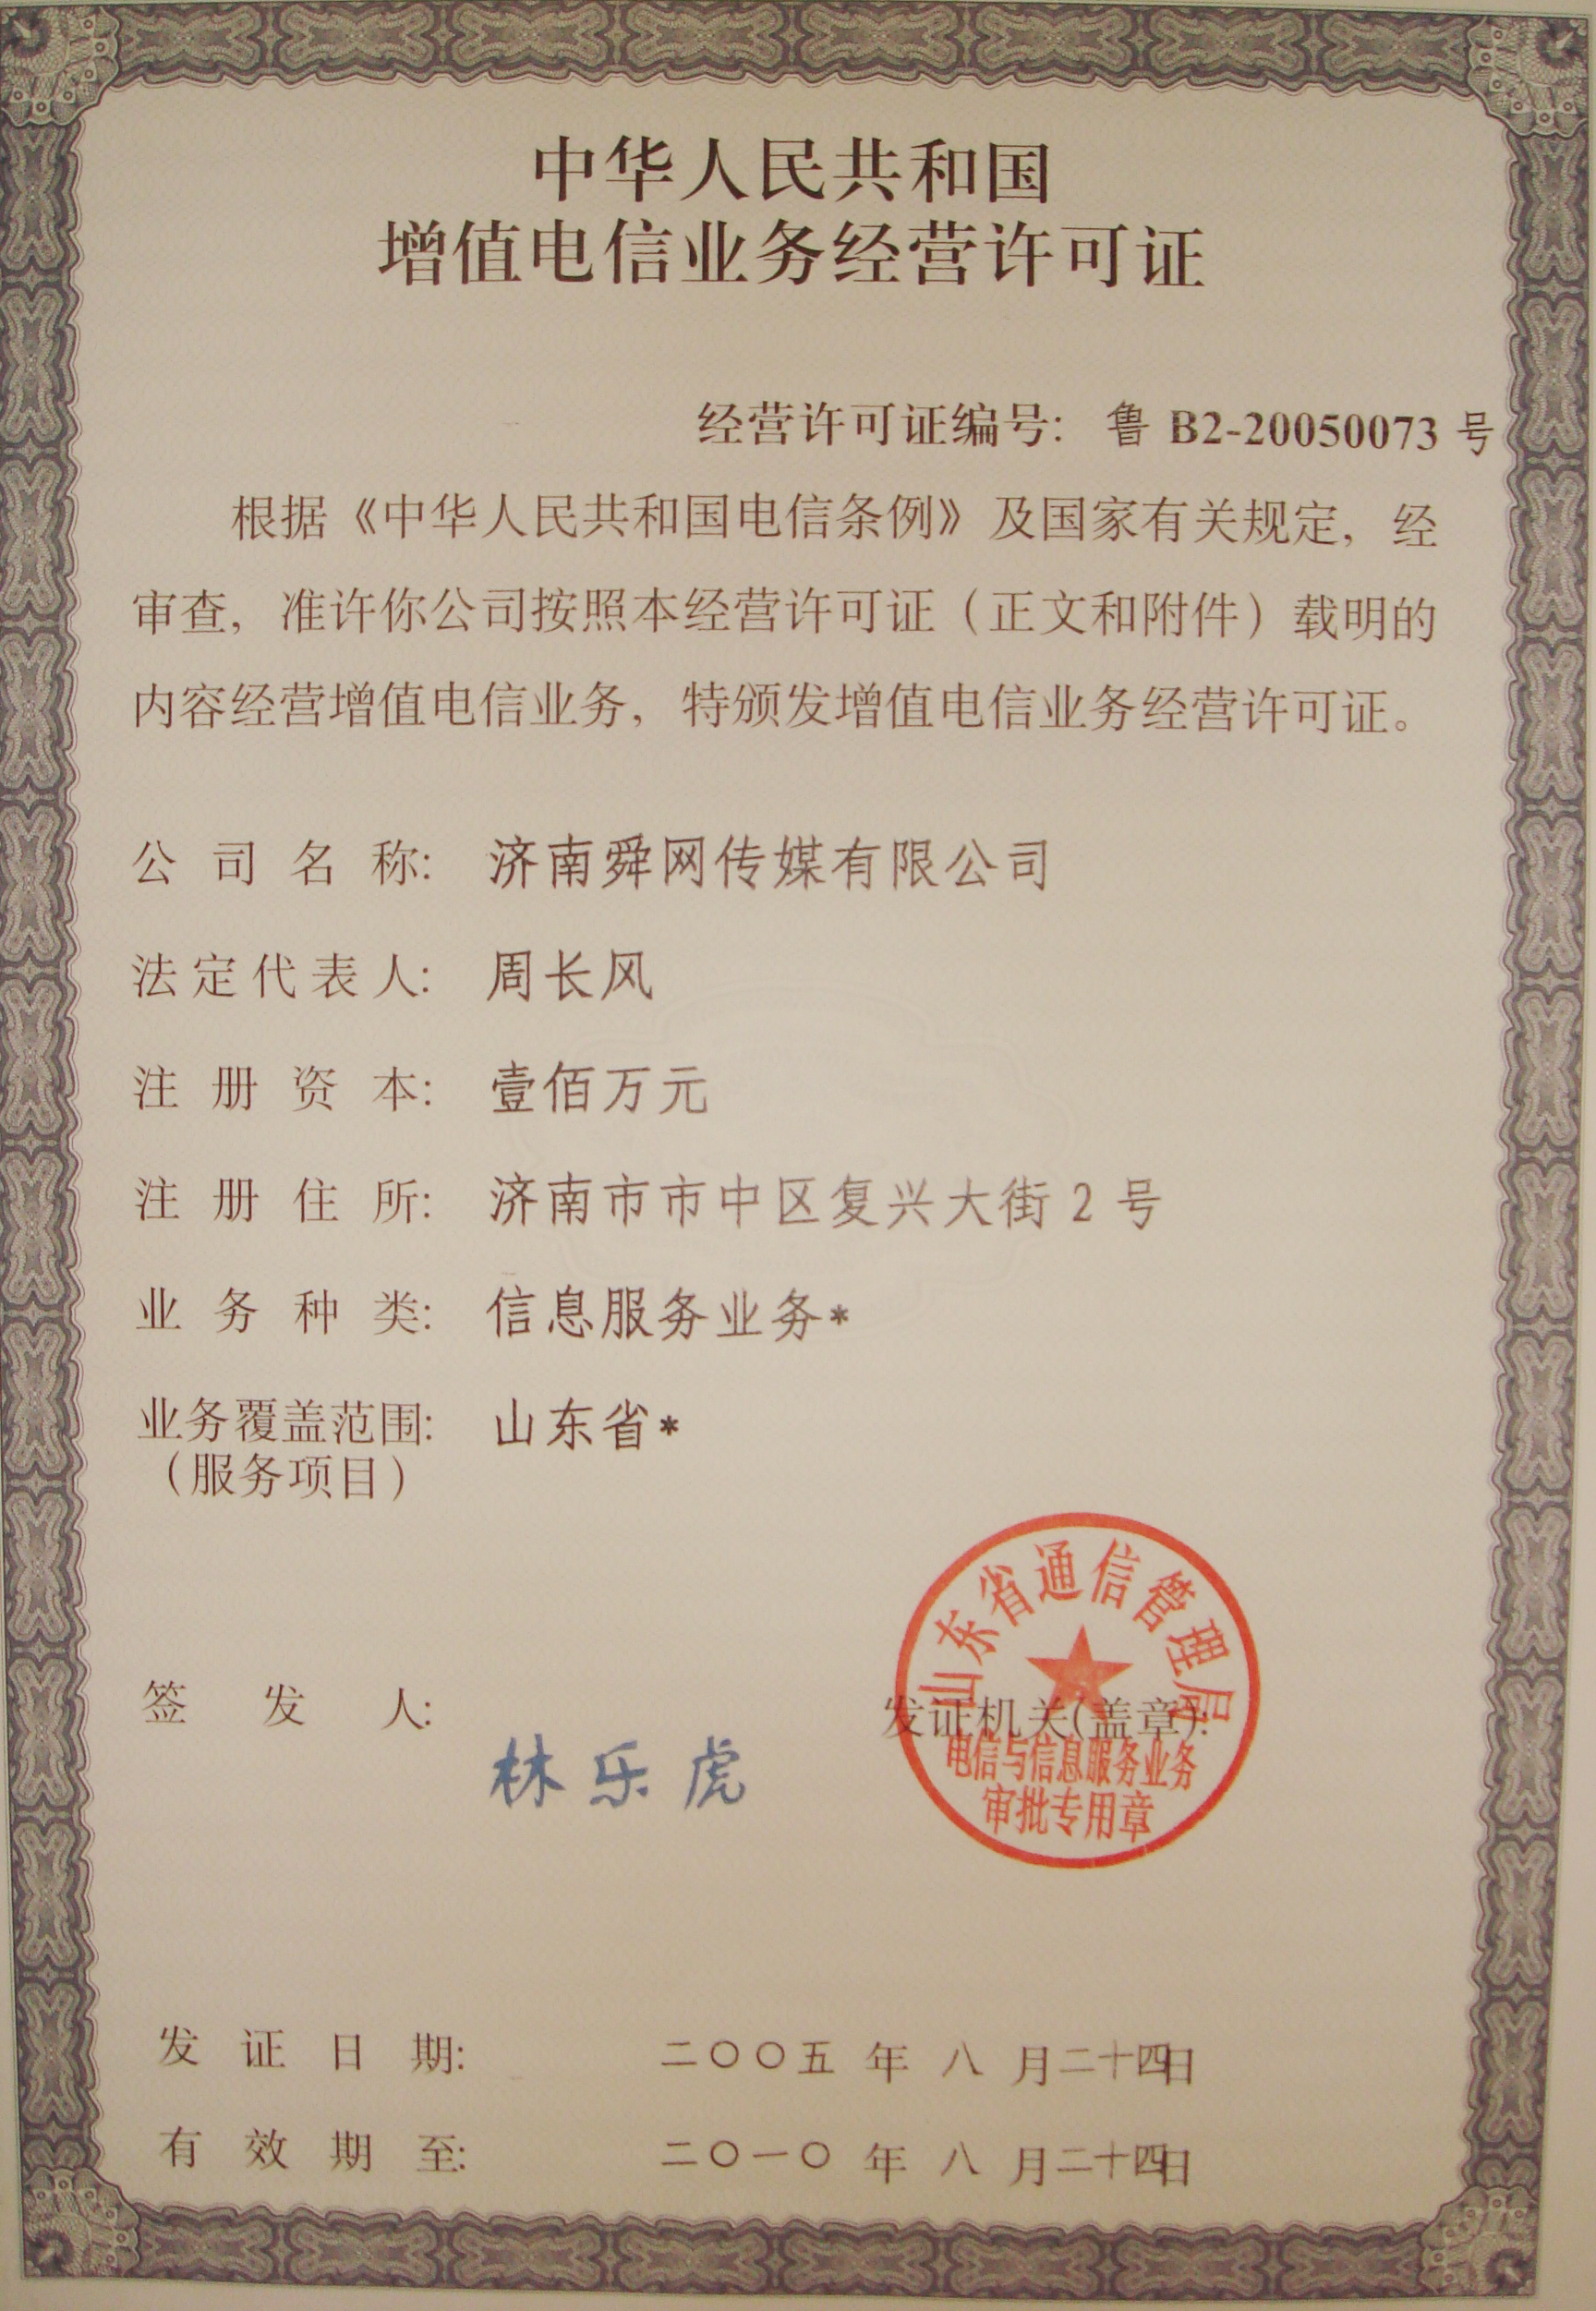 中华人民共和国
增值电信业务经营许可证
经营许可证编号: 鲁 B2-20050073 号
根据《中华人民共和国电信条例》及国家有关规定，经
审查，准许你公司按照本经营许可证（正文和附件）载明的
内容经营增值电信业务，特颁发增值电信业务经营许可证。
公司名称: 济南舜网传媒有限公司
法定代表人: 周长风
注册资本: 壹佰万元
注册住所: 济南市市中区复兴大街 2 号
业务种类: 信息服务业务*
业务覆盖范围: 山东省*
（服务项目）
山东省通信管理局
签发人: 林乐虎
发证机关(盖章):
电信与信息服务业务
审批专用章
发证日期: 二〇〇五 年 八 月二十四日
有效期至: 二〇一〇 年 八 月二十四日